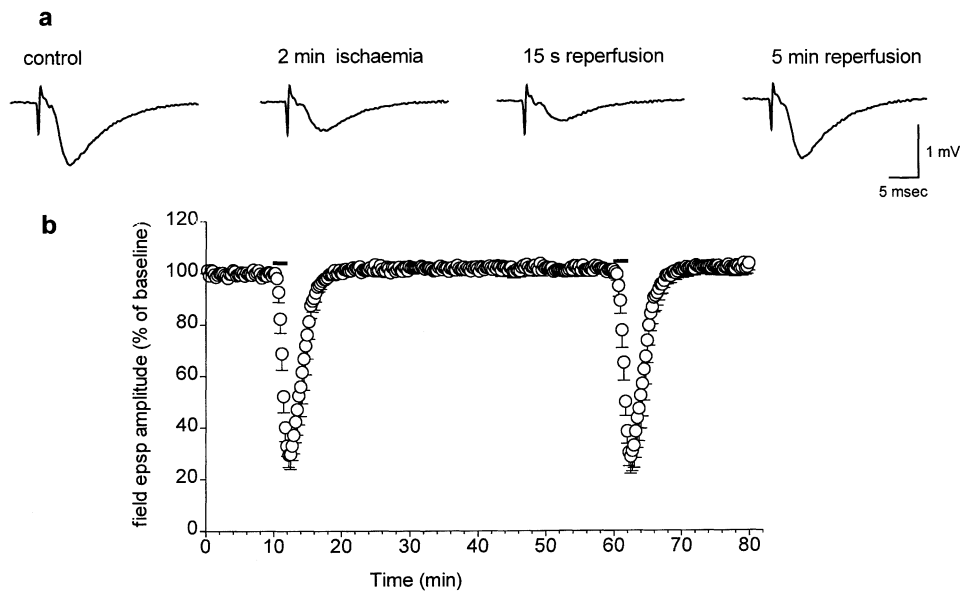 a
control
2 min ischaemia
15 s reperfusion
5 min reperfusion
1 mV
5 msec
b
field epsp amplitude (% of baseline)
120
100
80
60
40
20
0
0 10 20 30 40 50 60 70 80
Time (min)